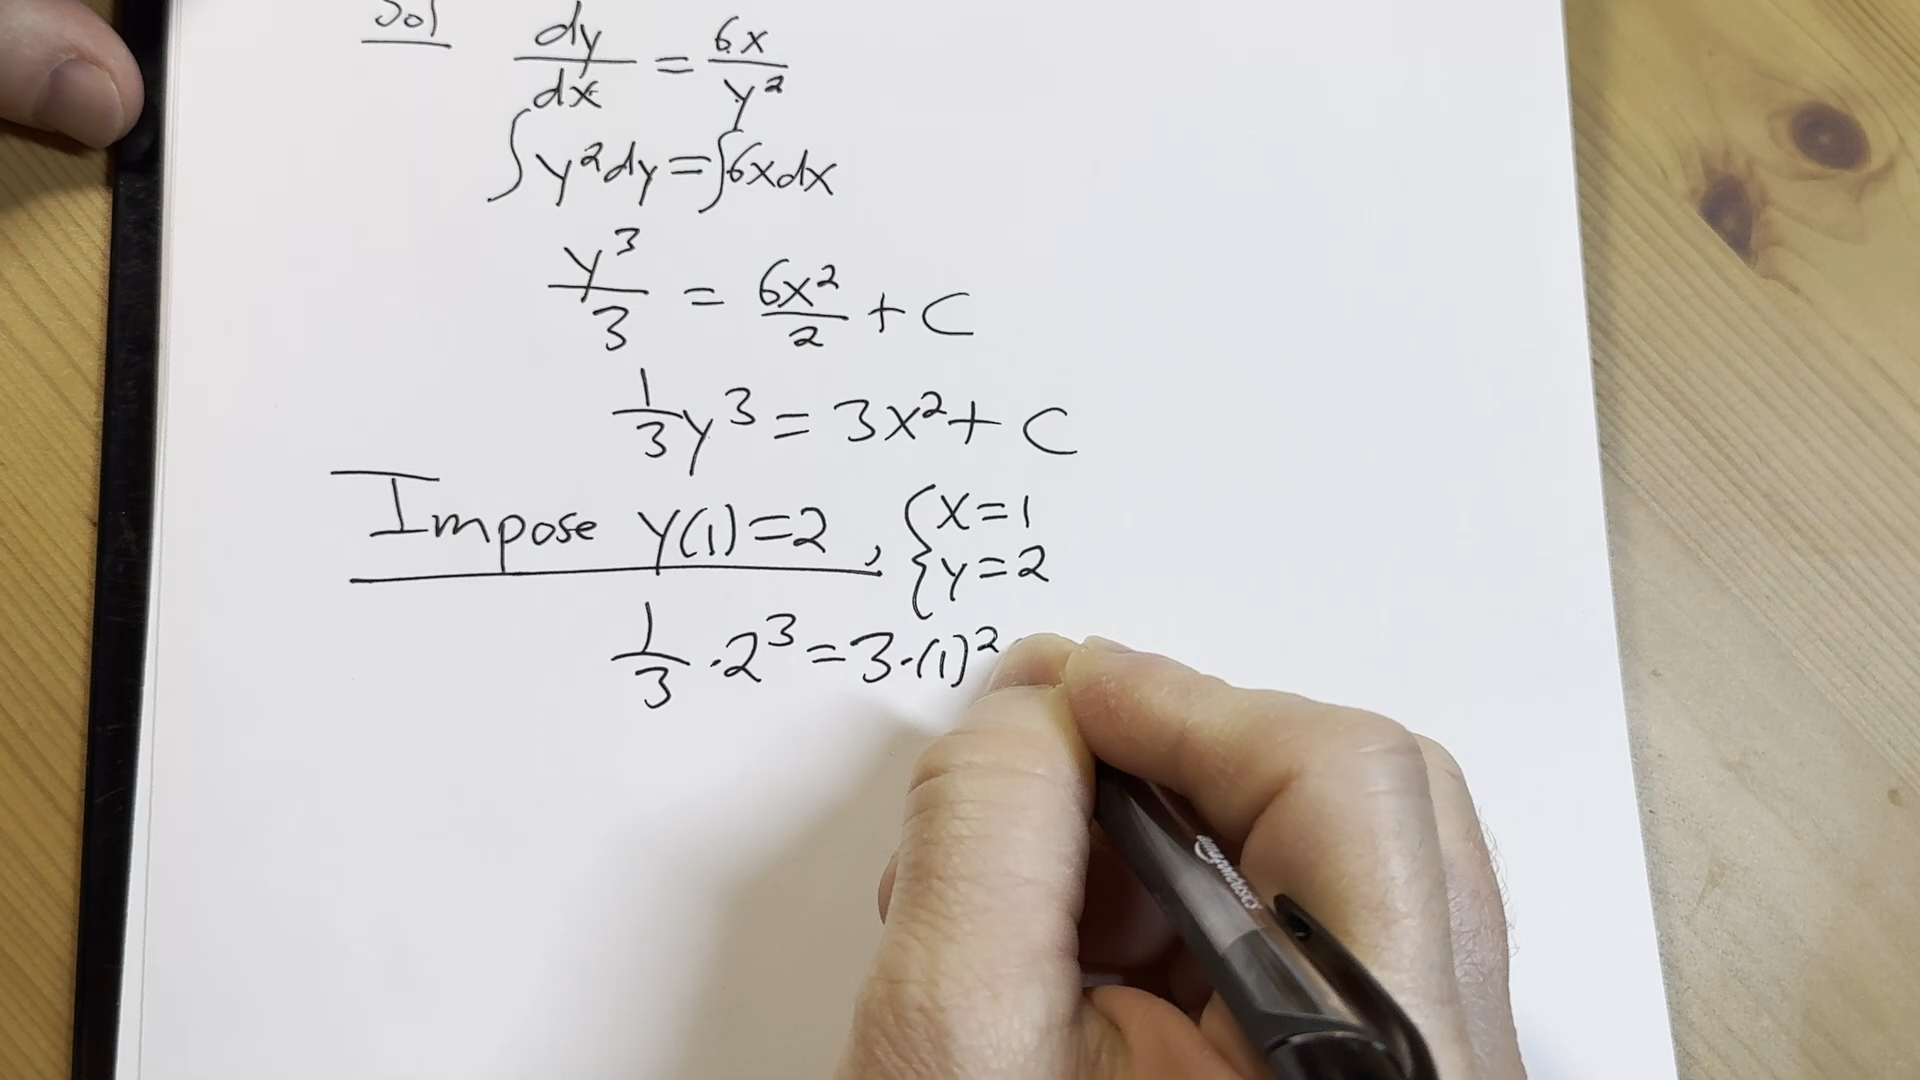 Sol dy/dx = 6x/y²
∫y²dy = ∫6xdx
y³/3 = 6x²/2 + C
1/3 y³ = 3x² + C
Impose y(1)=2, { x=1
y=2
1/3 · 2³ = 3·(1)²
amazonbasics